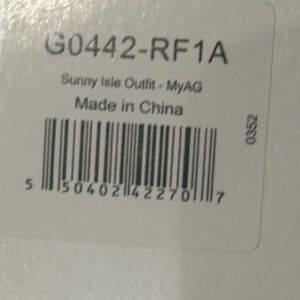 G0442-RF1A
Sunny Isle Outfit - MyAG
Made in China
0352
5 50402 42270 7